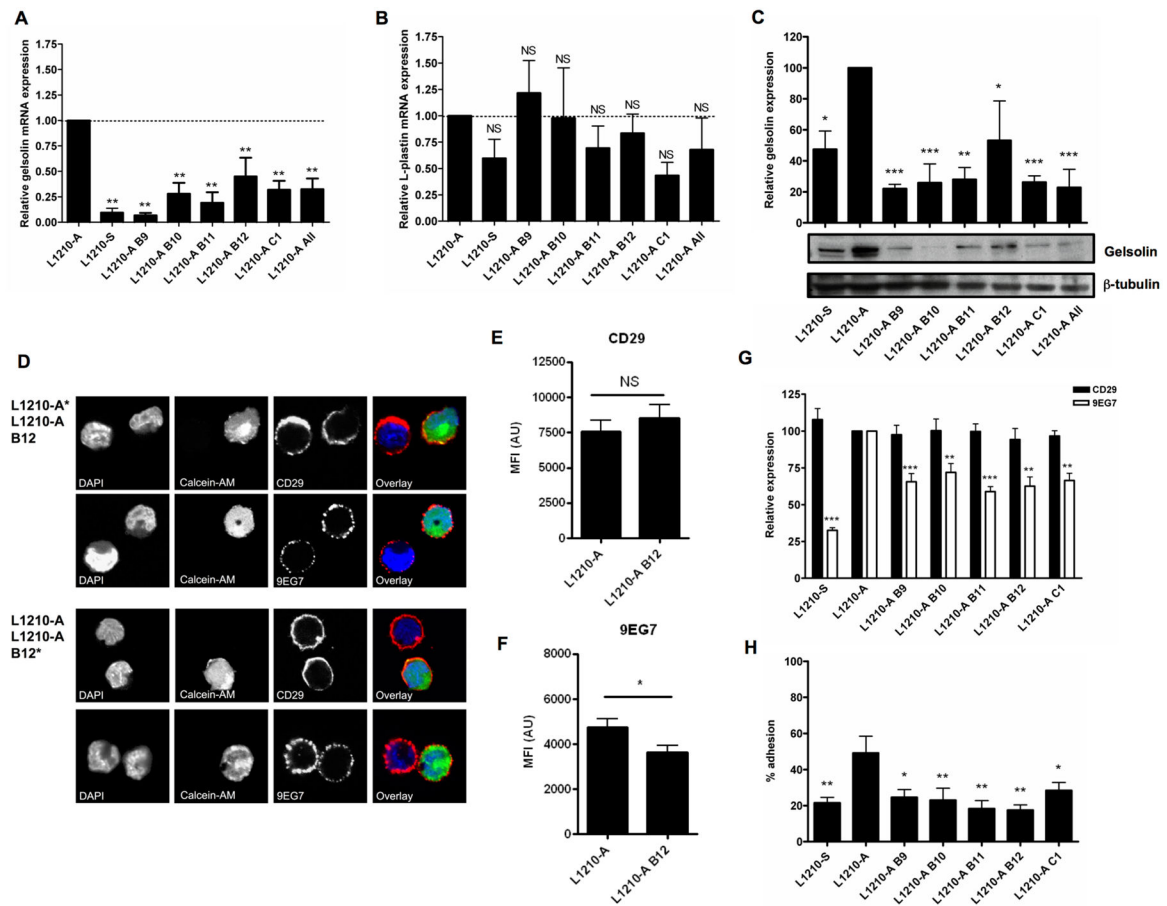 A
Relative gelsolin mRNA expression
1.75
1.50
1.25
1.00
0.75
0.50
0.25
0.00
** ** ** ** ** ** **
L1210-A L1210-S L1210-A B9 L1210-A B10 L1210-A B11 L1210-A B12 L1210-A C1 L1210-A All
B
Relative L-plastin mRNA expression
1.75
1.50
1.25
1.00
0.75
0.50
0.25
0.00
NS NS NS NS NS NS NS
L1210-A L1210-S L1210-A B9 L1210-A B10 L1210-A B11 L1210-A B12 L1210-A C1 L1210-A All
C
Relative gelsolin expression
120
100
80
60
40
20
0
* *** *** ** * *** ***
Gelsolin
β-tubulin
L1210-S L1210-A L1210-A B9 L1210-A B10 L1210-A B11 L1210-A B12 L1210-A C1 L1210-A All
D
L1210-A*
L1210-A
B12
DAPI Calcein-AM CD29 Overlay
DAPI Calcein-AM 9EG7 Overlay
L1210-A
L1210-A
B12*
DAPI Calcein-AM CD29 Overlay
DAPI Calcein-AM 9EG7 Overlay
E
CD29
MFI (AU)
12500
10000
7500
5000
2500
0
NS
L1210-A L1210-A B12
F
9EG7
MFI (AU)
8000
6000
4000
2000
0
*
L1210-A L1210-A B12
G
CD29
9EG7
Relative expression
125
100
75
50
25
0
*** *** ** *** ** **
L1210-S L1210-A L1210-A B9 L1210-A B10 L1210-A B11 L1210-A B12 L1210-A C1
H
% adhesion
100
80
60
40
20
0
** * ** ** ** *
L1210-S L1210-A L1210-A B9 L1210-A B10 L1210-A B11 L1210-A B12 L1210-A C1